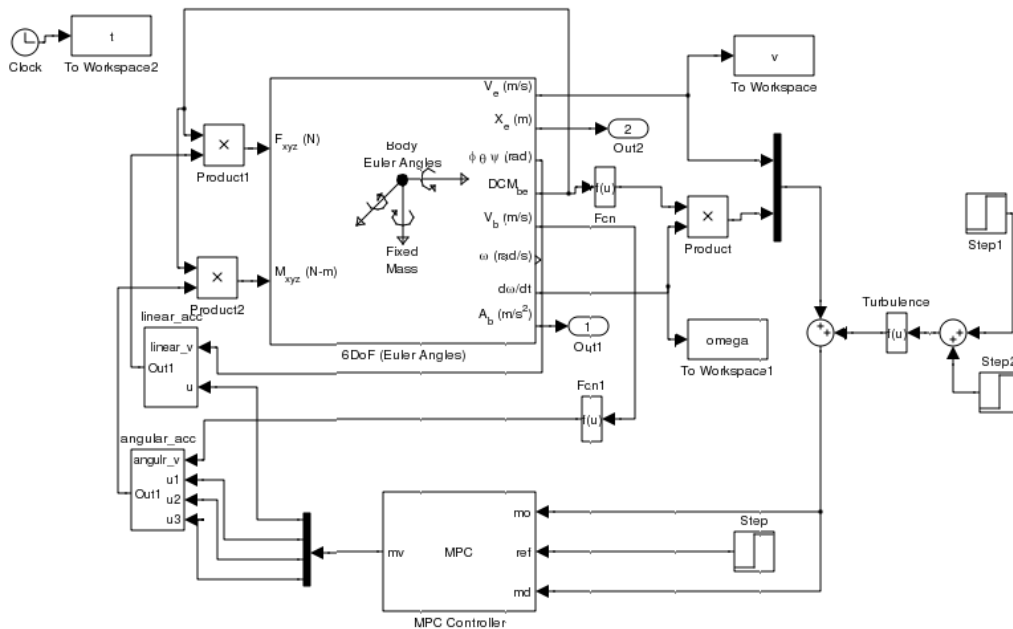 t
Clock
To Workspace2
V_e (m/s)
v
To Workspace
X_e (m)
2
Out2
×
Product1
F_xyz (N)
Body
Euler Angles
ϕ θ ψ (rad)
DCM_be
f(u)
Fcn
×
Product
V_b (m/s)
Step1
Fixed
Mass
ω (rad/s)
×
Product2
M_xyz (N-m)
dω/dt
A_b (m/s²)
1
Out1
6DoF (Euler Angles)
omega
To Workspace1
Turbulence
f(u)
+
+
+
+
Step2
linear_acc
linear_v
Out1
u
Fcn1
f(u)
angular_acc
angulr_v
u1
Out1
u2
u3
mo
mv
MPC
ref
md
MPC Controller
Step